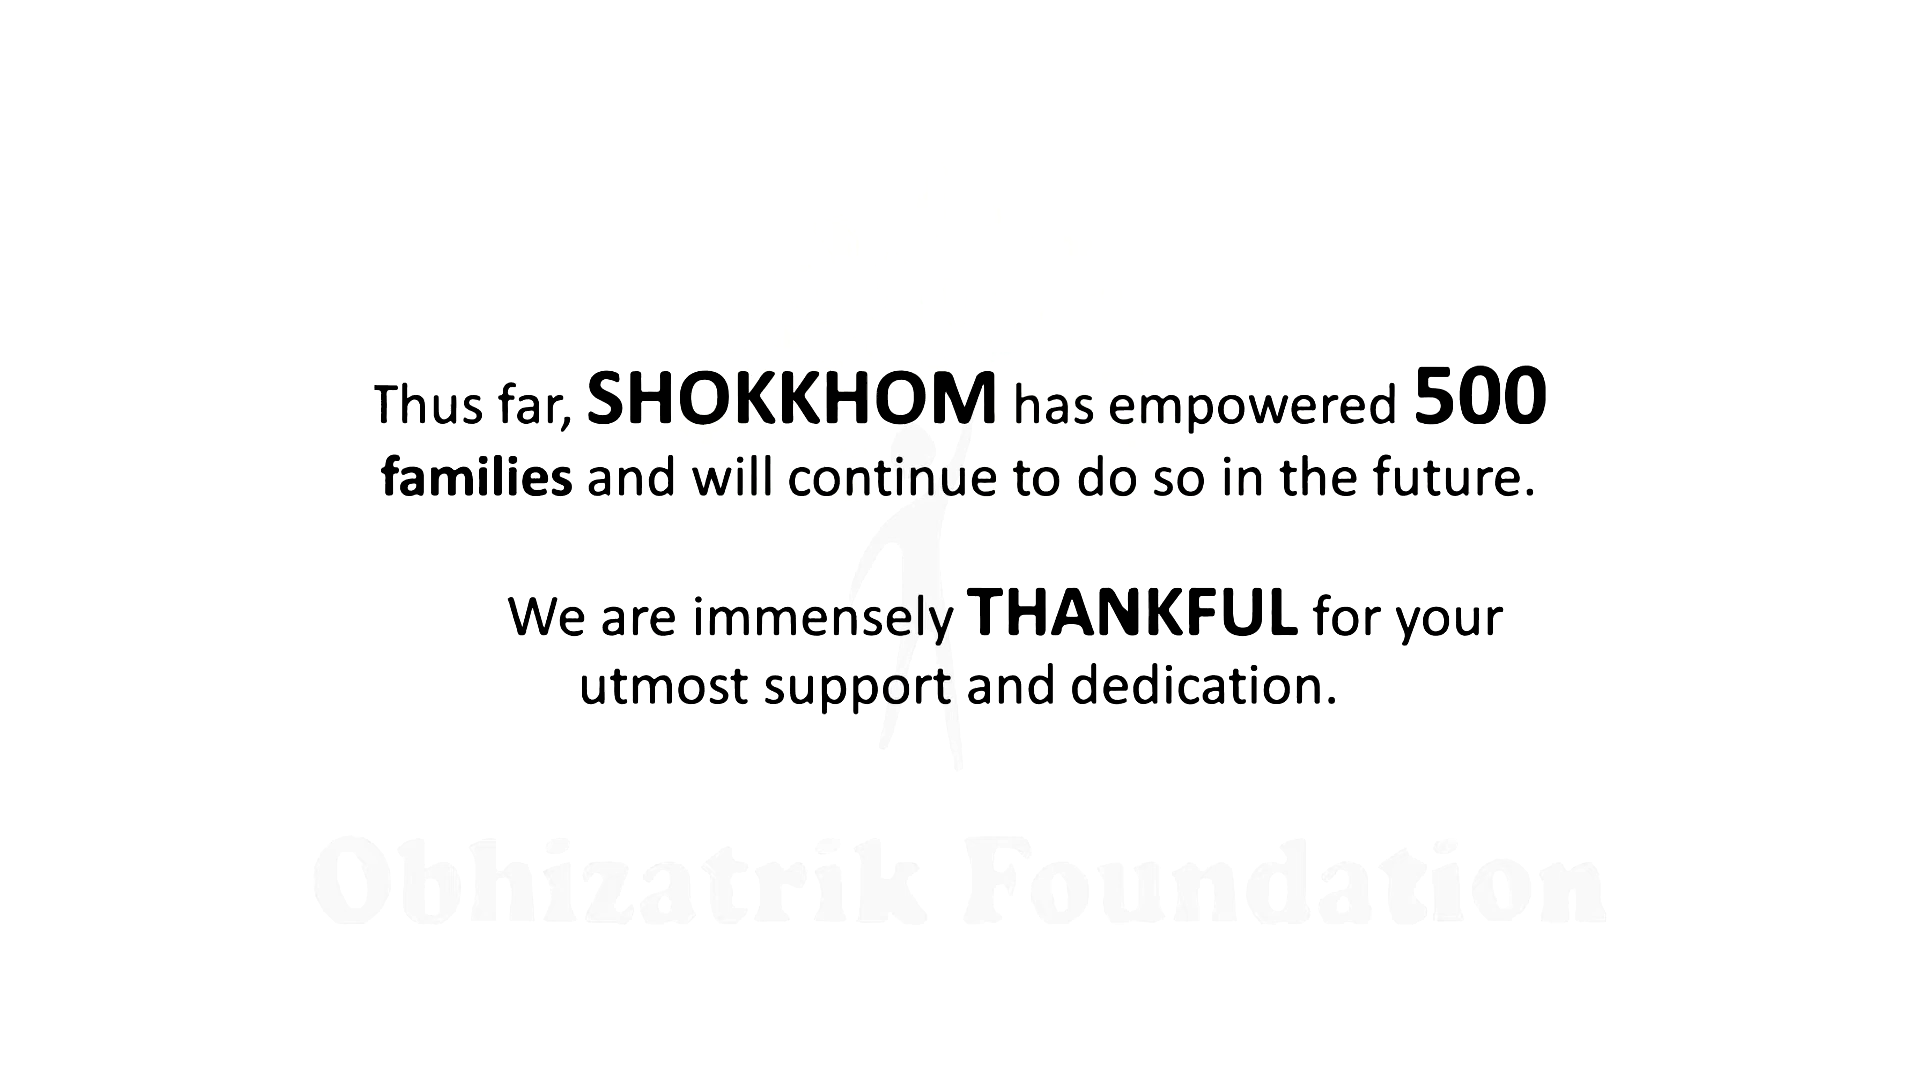 Thus far, SHOKKHOM has empowered 500
families and will continue to do so in the future.
We are immensely THANKFUL for your
utmost support and dedication.
Obhizatrik Foundation